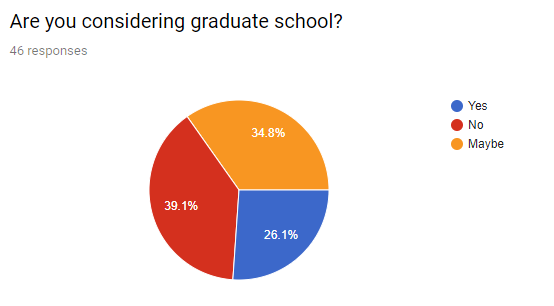 Are you considering graduate school?
46 responses
34.8%
39.1%
26.1%
Yes
No
Maybe